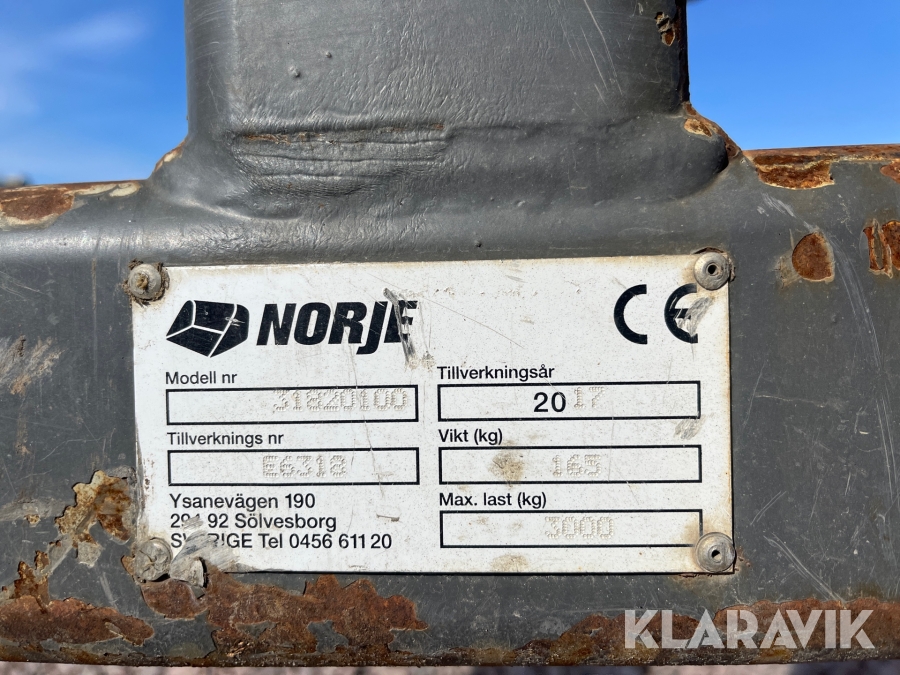 NORJE CE
Modell nr
31820100
Tillverkningsår
2017
Tillverknings nr
E6318
Vikt (kg)
165
Ysanevägen 190
Sölvesborg
Tel 0456 611 20
Max. last (kg)
3000
KLARAVIK